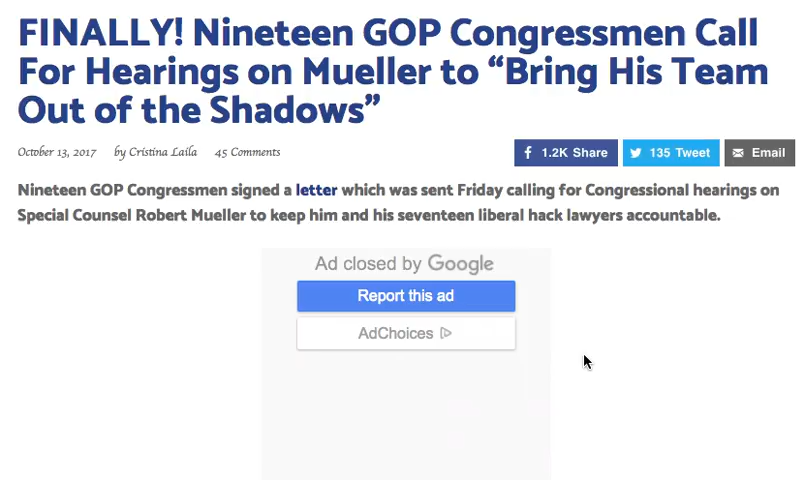 FINALLY! Nineteen GOP Congressmen Call
For Hearings on Mueller to “Bring His Team
Out of the Shadows”
October 13, 2017 by Cristina Laila 45 Comments
1.2K Share 135 Tweet Email
Nineteen GOP Congressmen signed a letter which was sent Friday calling for Congressional hearings on
Special Counsel Robert Mueller to keep him and his seventeen liberal hack lawyers accountable.
Ad closed by Google
Report this ad
AdChoices